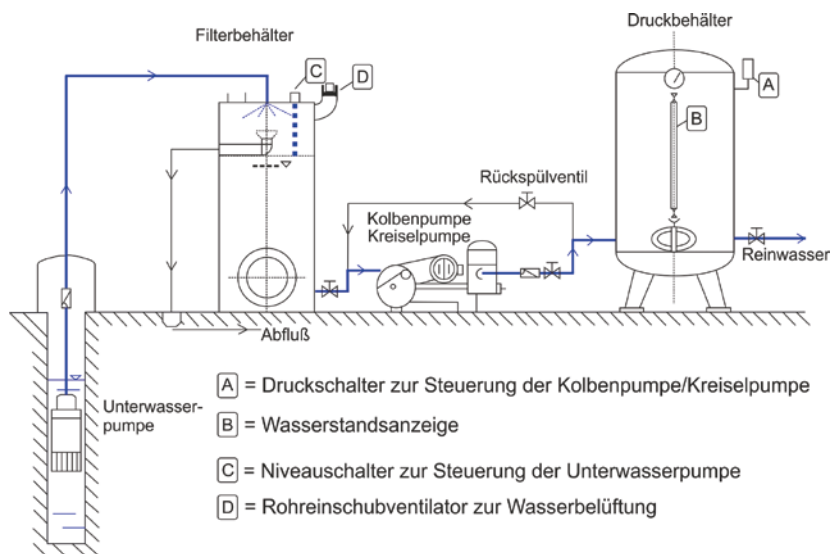 Druckbehälter
Filterbehälter
C
D
A
B
Rückspülventil
Kolbenpumpe
Kreiselpumpe
Reinwasser
Abfluß
Unterwasser-
pumpe
A = Druckschalter zur Steuerung der Kolbenpumpe/Kreiselpumpe
B = Wasserstandsanzeige
C = Niveauschalter zur Steuerung der Unterwasserpumpe
D = Rohreinschubventilator zur Wasserbelüftung